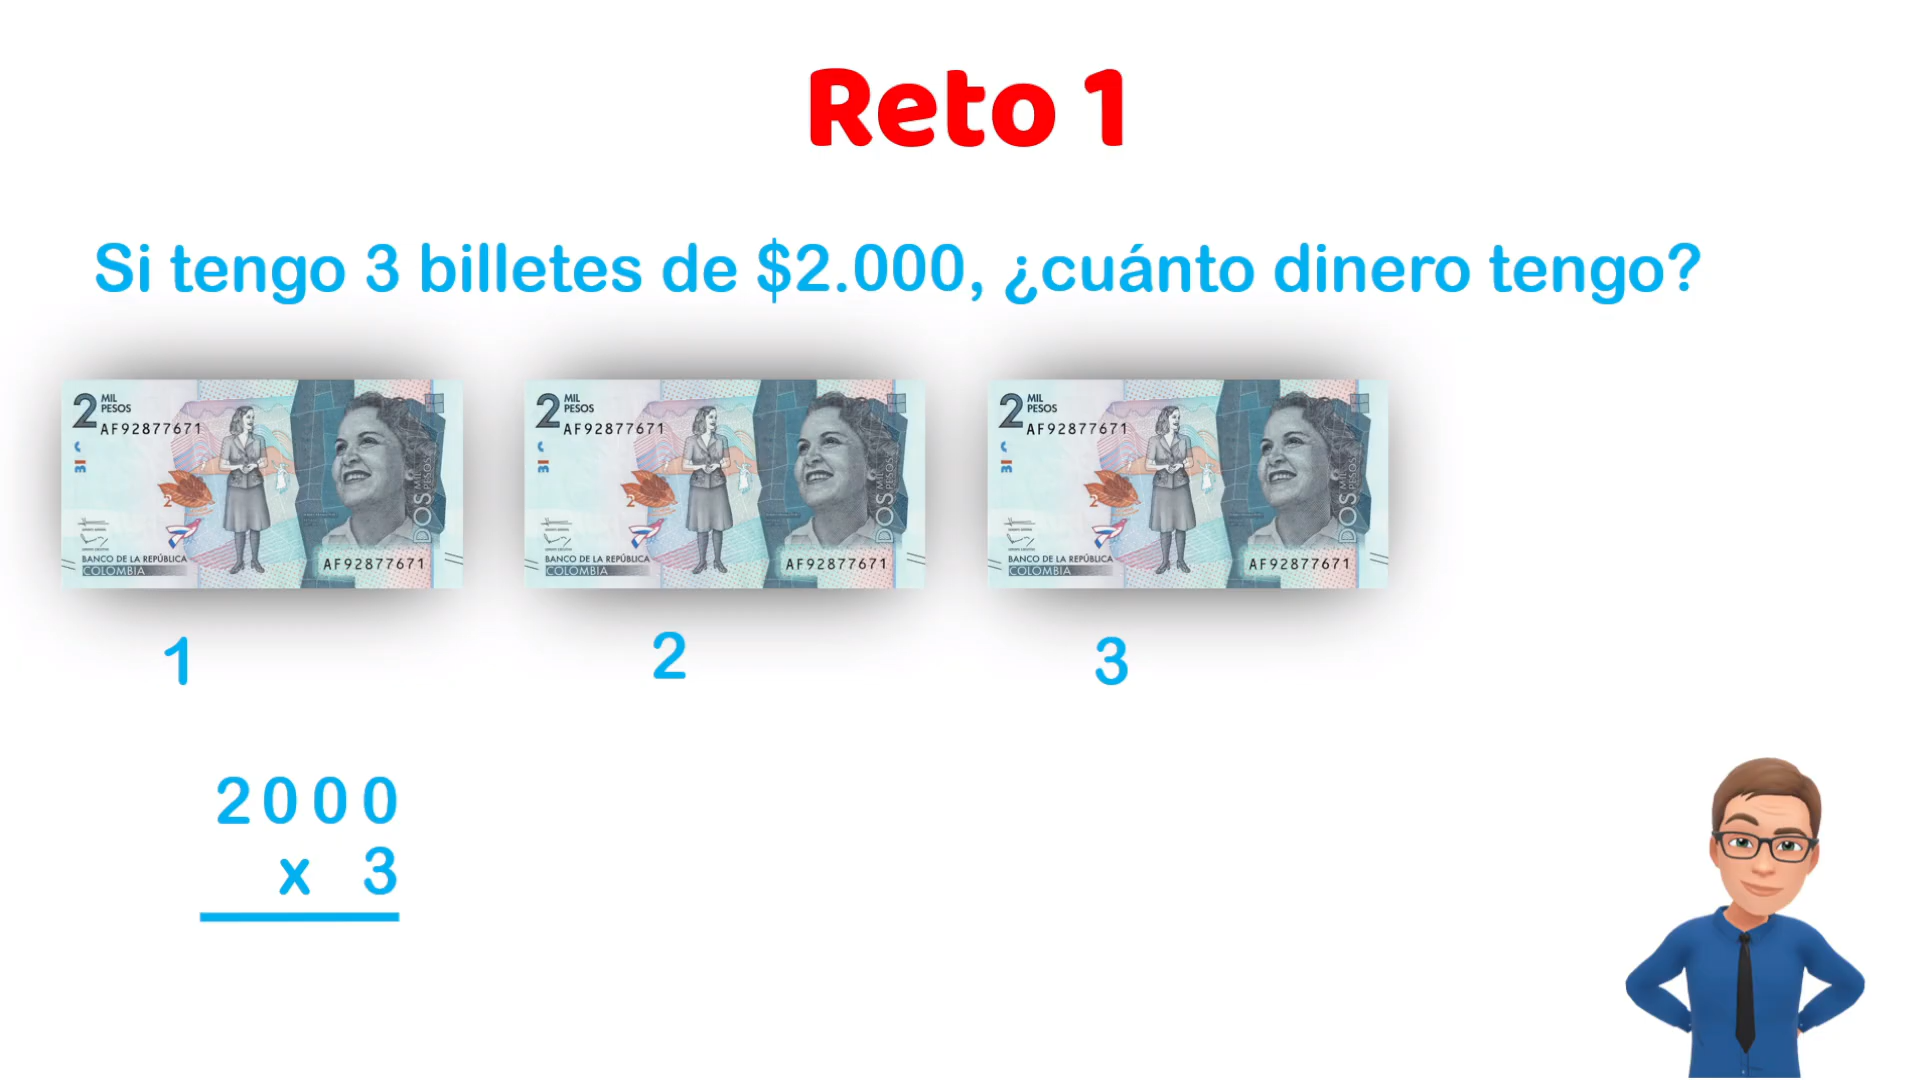 Reto 1
Si tengo 3 billetes de $2.000, ¿cuánto dinero tengo?
2 MIL PESOS
AF92877671
BANCO DE LA REPÚBLICA
COLOMBIA
AF92877671
DOS MIL PESOS
2 MIL PESOS
AF92877671
BANCO DE LA REPÚBLICA
COLOMBIA
AF92877671
DOS MIL PESOS
2 MIL PESOS
AF92877671
BANCO DE LA REPÚBLICA
COLOMBIA
AF92877671
DOS MIL PESOS
1 2 3
2000
x 3